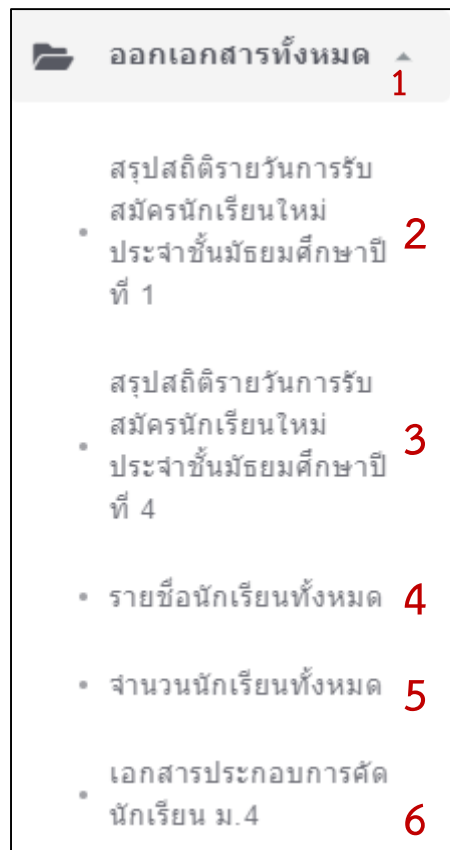 ออกเอกสารทั้งหมด
1
สรุปสถิติรายวันการรับ
สมัครนักเรียนใหม่
ประจำชั้นมัธยมศึกษาปี
ที่ 1
2
สรุปสถิติรายวันการรับ
สมัครนักเรียนใหม่
ประจำชั้นมัธยมศึกษาปี
ที่ 4
3
รายชื่อนักเรียนทั้งหมด 4
จำนวนนักเรียนทั้งหมด 5
เอกสารประกอบการคัด
นักเรียน ม.4 6